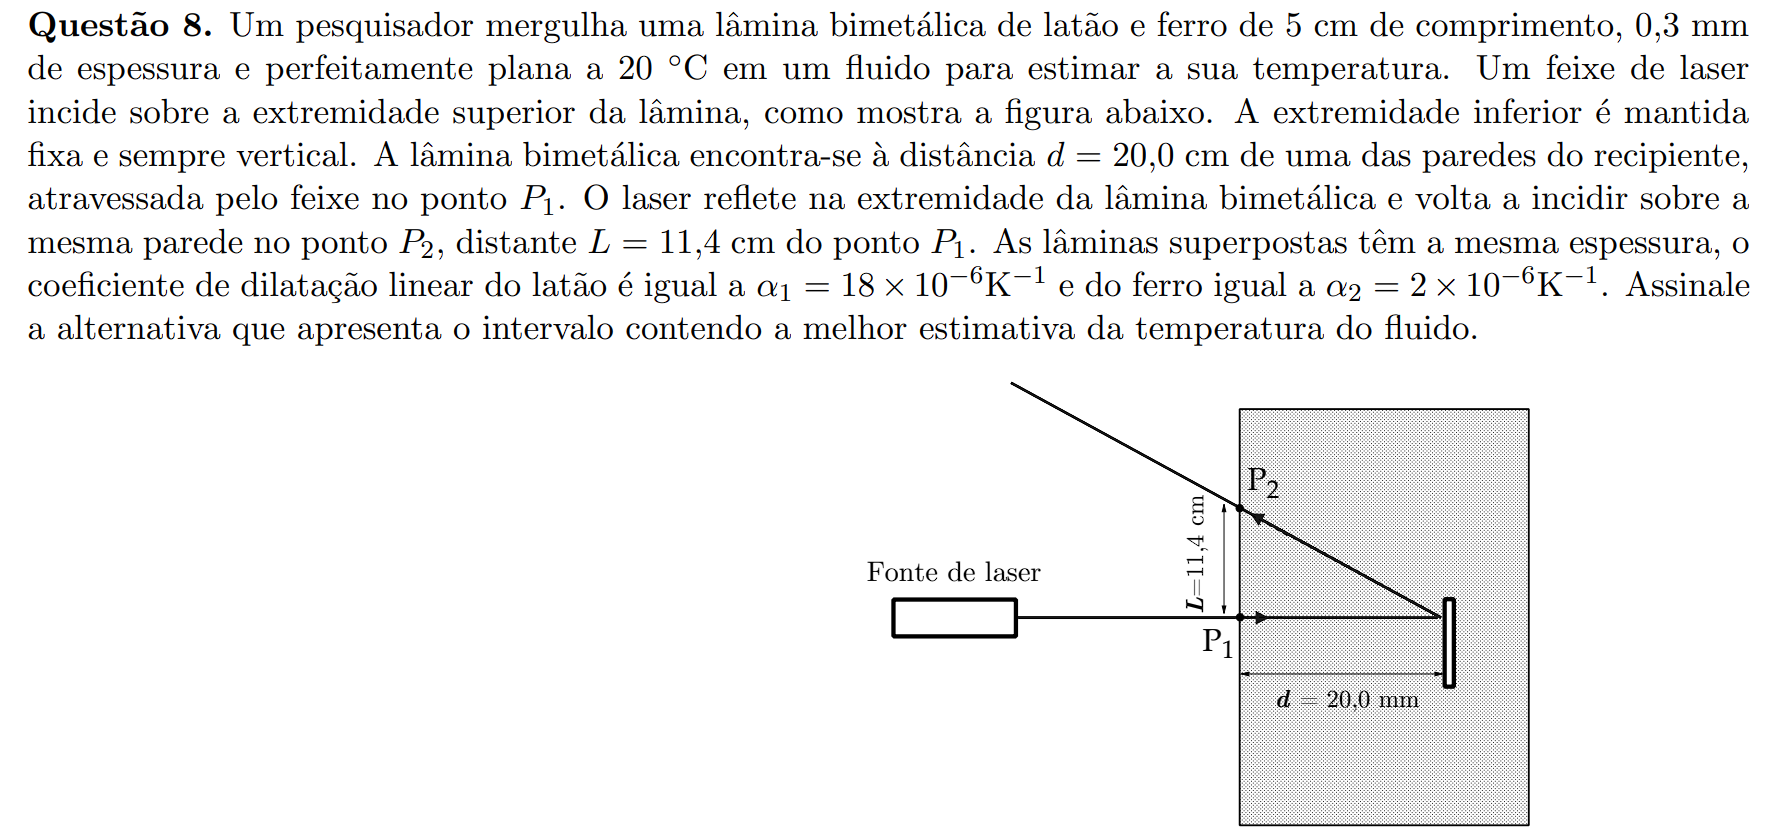 Questão 8. Um pesquisador mergulha uma lâmina bimetálica de latão e ferro de 5 cm de comprimento, 0,3 mm
de espessura e perfeitamente plana a 20 °C em um fluido para estimar a sua temperatura. Um feixe de laser
incide sobre a extremidade superior da lâmina, como mostra a figura abaixo. A extremidade inferior é mantida
fixa e sempre vertical. A lâmina bimetálica encontra-se à distância d = 20,0 cm de uma das paredes do recipiente,
atravessada pelo feixe no ponto P₁. O laser reflete na extremidade da lâmina bimetálica e volta a incidir sobre a
mesma parede no ponto P₂, distante L = 11,4 cm do ponto P₁. As lâminas superpostas têm a mesma espessura, o
coeficiente de dilatação linear do latão é igual a α₁ = 18 × 10⁻⁶K⁻¹ e do ferro igual a α₂ = 2 × 10⁻⁶K⁻¹. Assinale
a alternativa que apresenta o intervalo contendo a melhor estimativa da temperatura do fluido.
P₂
L=11,4 cm
Fonte de laser
P₁
d = 20,0 mm